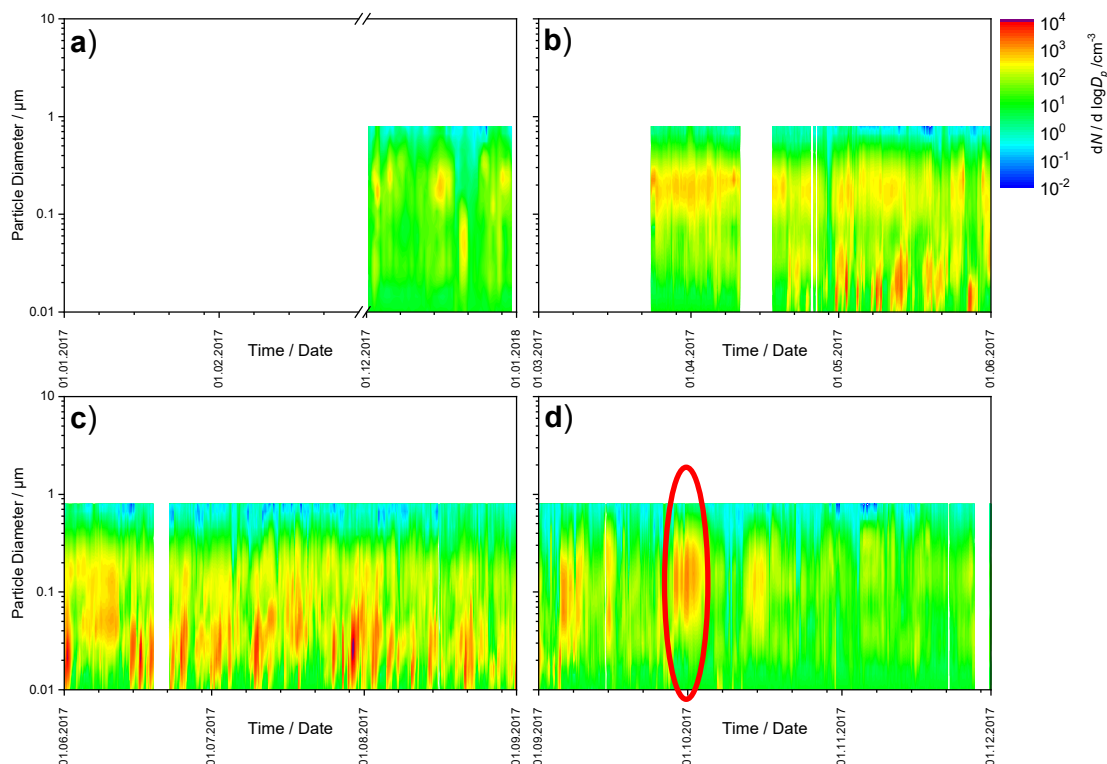 a)
b)
10
1
0.1
0.01
Particle Diameter / µm
01.01.2017
01.02.2017
01.12.2017
01.01.2018
Time / Date
01.03.2017
01.04.2017
01.05.2017
01.06.2017
Time / Date
10^4
10^3
10^2
10^1
10^0
10^-1
10^-2
dN / d logD_p /cm^-3
c)
d)
10
1
0.1
0.01
Particle Diameter / µm
01.06.2017
01.07.2017
01.08.2017
01.09.2017
Time / Date
01.09.2017
01.10.2017
01.11.2017
01.12.2017
Time / Date